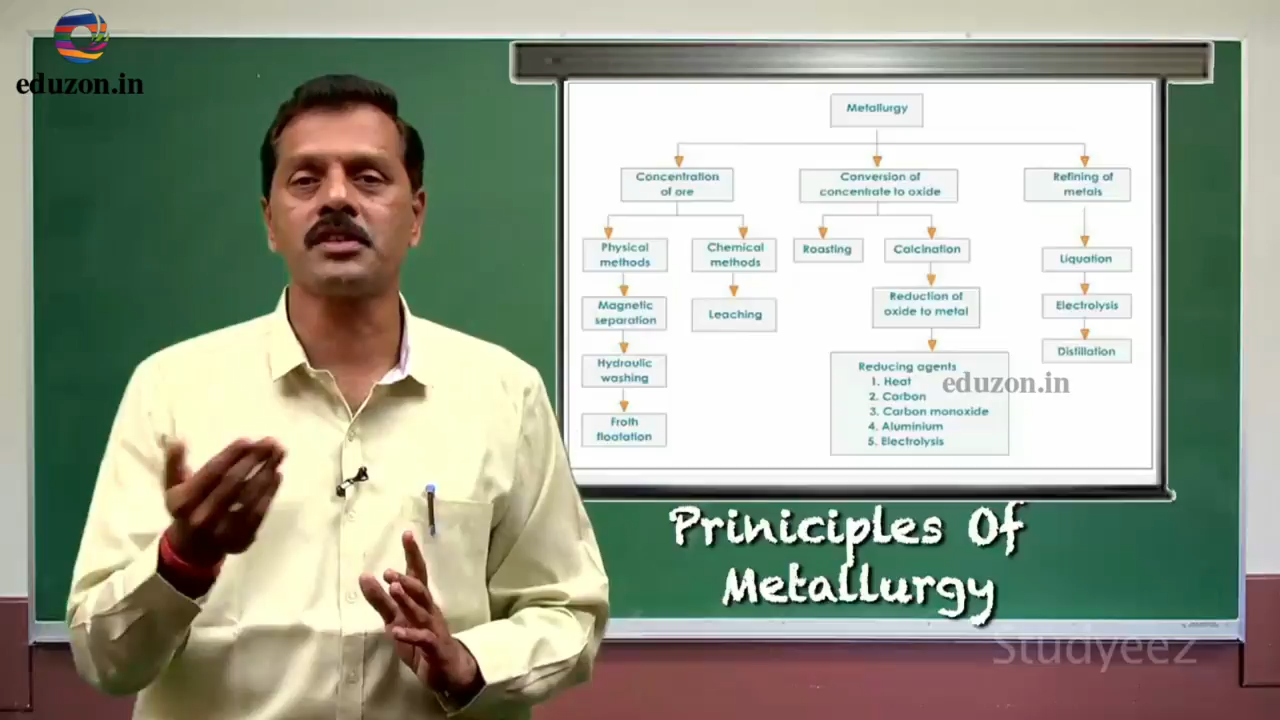 eduzon.in
Metallurgy
Concentration
of ore
Conversion of
concentrate to oxide
Refining of
metals
Physical
methods
Chemical
methods
Roasting
Calcination
Liquation
Magnetic
separation
Leaching
Reduction of
oxide to metal
Electrolysis
Hydraulic
washing
Distillation
Froth
floatation
Reducing agents
1. Heat
2. Carbon
3. Carbon monoxide
4. Aluminium
5. Electrolysis
eduzon.in
Priniciples Of
Metallurgy
Studyeez